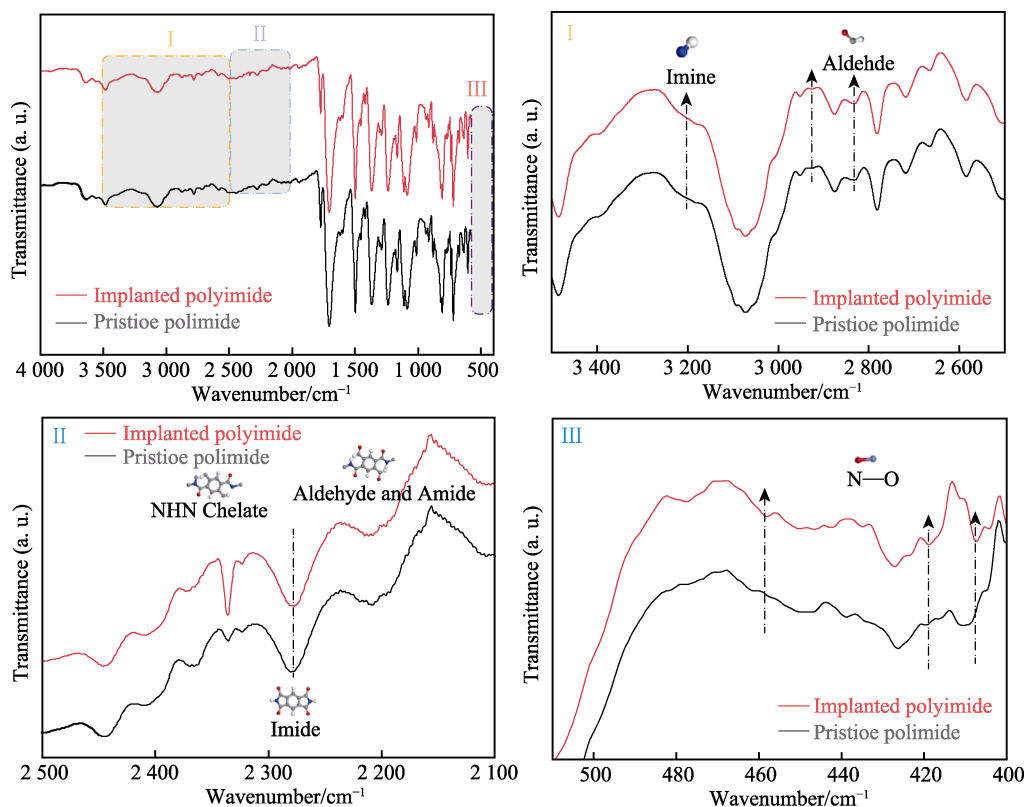 I
II
III
Transmittance (a. u.)
Implanted polyimide
Pristioe polimide
4 000 3 500 3 000 2 500 2 000 1 500 1 000 500
Wavenumber/cm⁻¹
I
Imine
Aldehde
Transmittance (a. u.)
Implanted polyimide
Pristioe polimide
3 400 3 200 3 000 2 800 2 600
Wavenumber/cm⁻¹
II
Implanted polyimide
Pristioe polimide
NHN Chelate
Aldehyde and Amide
Imide
Transmittance (a. u.)
2 500 2 400 2 300 2 200 2 100
Wavenumber/cm⁻¹
III
N—O
Transmittance (a. u.)
Implanted polyimide
Pristioe polimide
500 480 460 440 420 400
Wavenumber/cm⁻¹